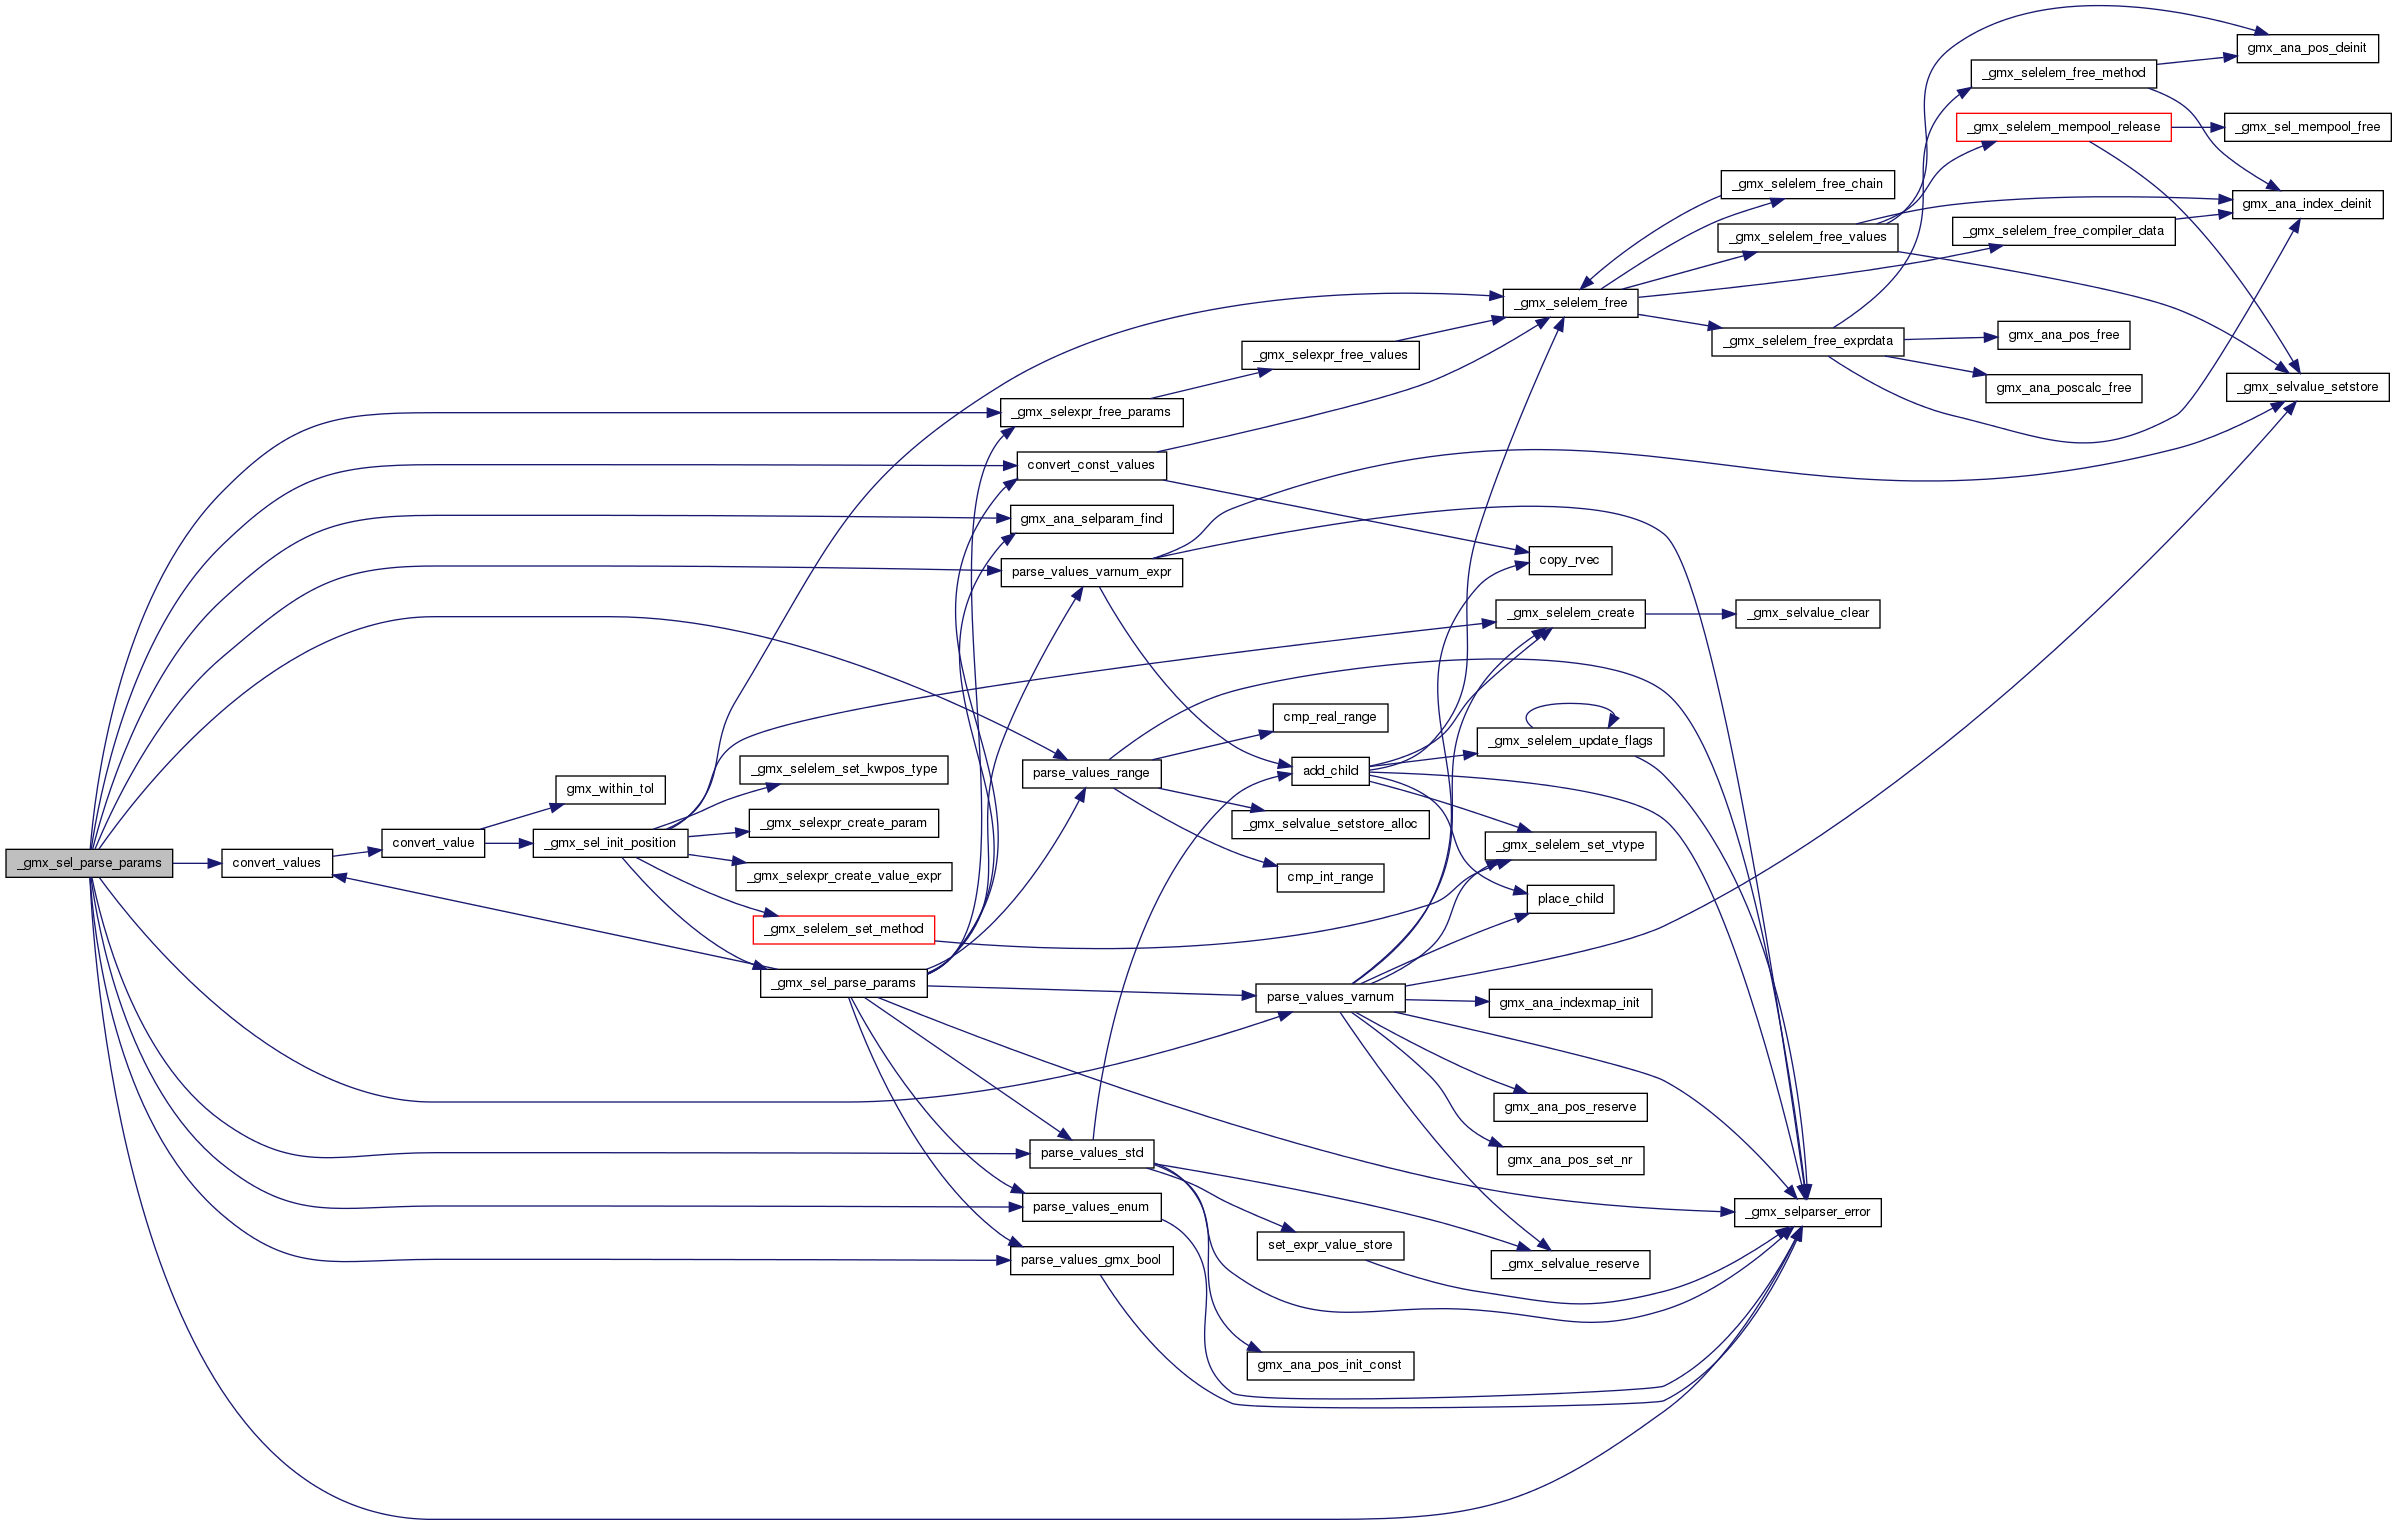 _gmx_sel_parse_params
convert_values
convert_value
gmx_within_tol
_gmx_sel_init_position
_gmx_selelem_set_kwpos_type
_gmx_selexpr_create_param
_gmx_selexpr_create_value_expr
_gmx_selelem_set_method
_gmx_sel_parse_params
_gmx_selexpr_free_params
convert_const_values
gmx_ana_selparam_find
parse_values_varnum_expr
parse_values_range
parse_values_std
parse_values_enum
parse_values_gmx_bool
_gmx_selexpr_free_values
cmp_real_range
add_child
_gmx_selvalue_setstore_alloc
cmp_int_range
parse_values_varnum
set_expr_value_store
gmx_ana_pos_init_const
_gmx_selelem_free
copy_rvec
_gmx_selelem_create
_gmx_selelem_update_flags
_gmx_selelem_set_vtype
place_child
gmx_ana_indexmap_init
gmx_ana_pos_reserve
gmx_ana_pos_set_nr
_gmx_selvalue_reserve
_gmx_selelem_free_chain
_gmx_selelem_free_values
_gmx_selelem_free_exprdata
_gmx_selvalue_clear
_gmx_selparser_error
_gmx_selelem_free_method
_gmx_selelem_mempool_release
_gmx_selelem_free_compiler_data
gmx_ana_pos_free
gmx_ana_poscalc_free
gmx_ana_pos_deinit
_gmx_sel_mempool_free
gmx_ana_index_deinit
_gmx_selvalue_setstore